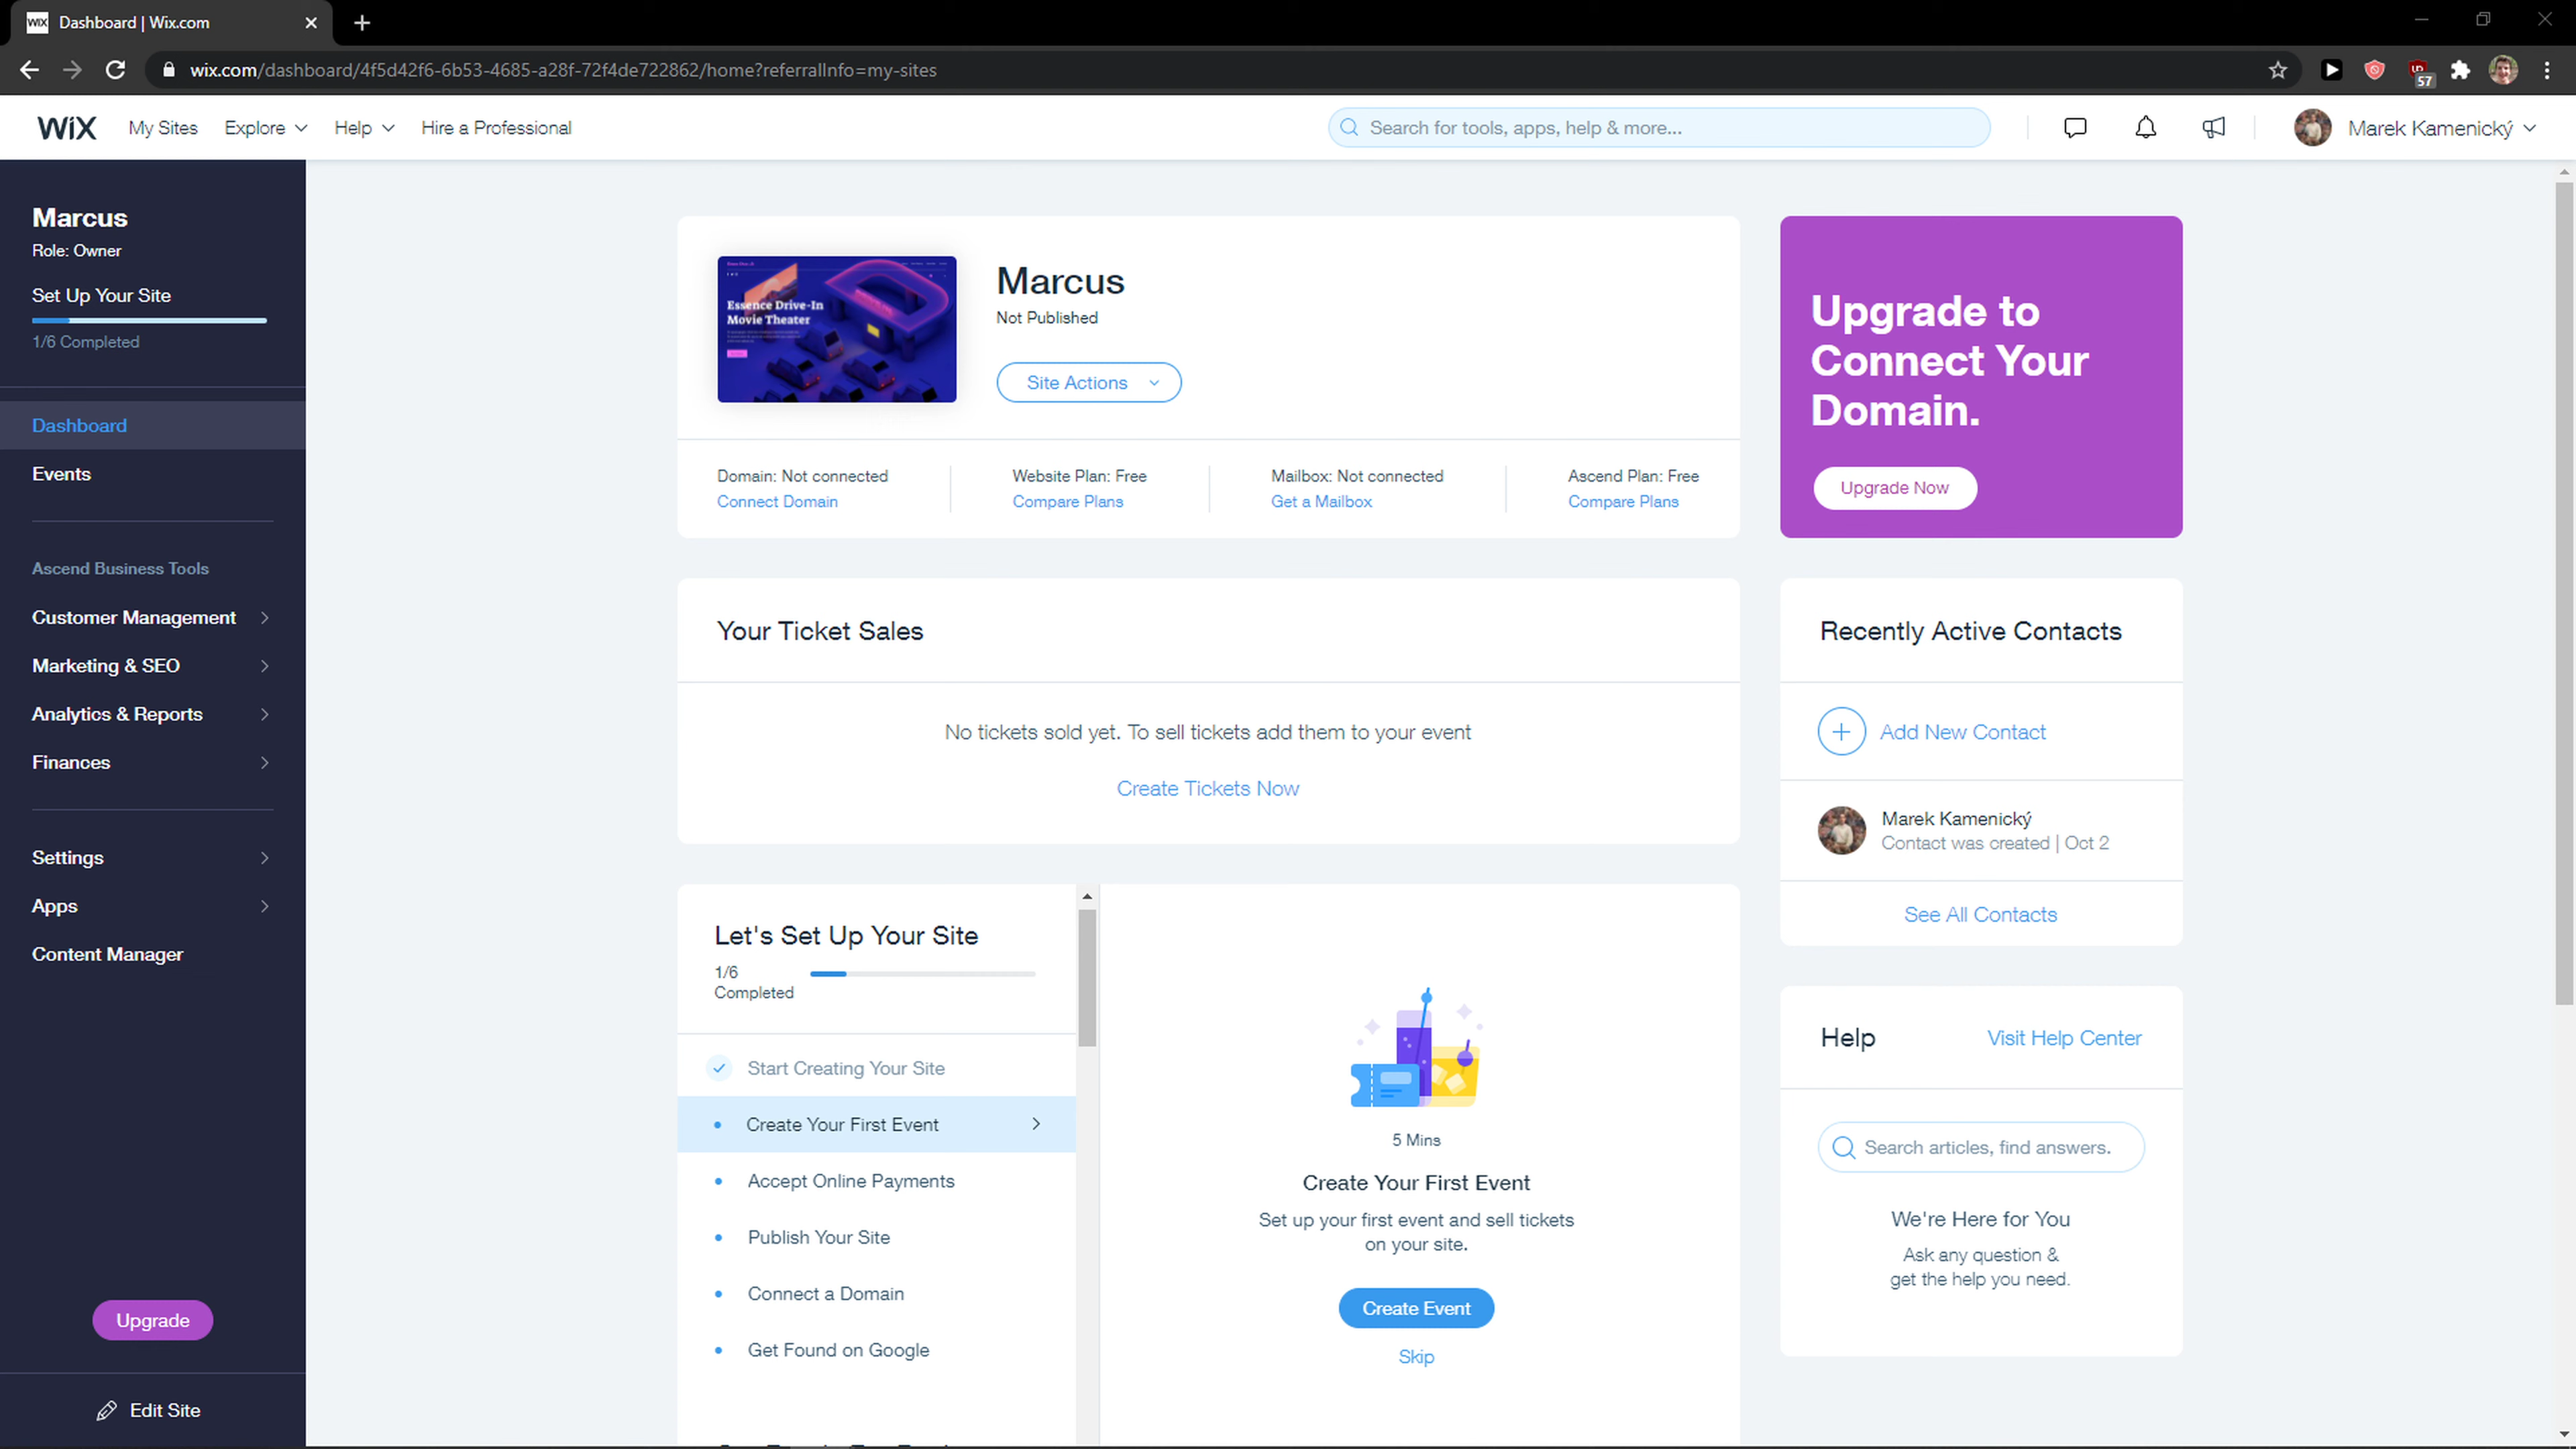 WIX Dashboard | Wix.com
wix.com/dashboard/4f5d42f6-6b53-4685-a28f-72f4de722862/home?referralInfo=my-sites
57
WiX My Sites Explore Help Hire a Professional
Search for tools, apps, help & more...
Marek Kamenický
Marcus
Role: Owner
Set Up Your Site
1/6 Completed
Dashboard
Events
Ascend Business Tools
Customer Management
Marketing & SEO
Analytics & Reports
Finances
Settings
Apps
Content Manager
Upgrade
Edit Site
Essence Drive-In
Movie Theater
Marcus
Not Published
Site Actions
Domain: Not connected
Connect Domain
Website Plan: Free
Compare Plans
Mailbox: Not connected
Get a Mailbox
Ascend Plan: Free
Compare Plans
Upgrade to
Connect Your
Domain.
Upgrade Now
Your Ticket Sales
No tickets sold yet. To sell tickets add them to your event
Create Tickets Now
Recently Active Contacts
Add New Contact
Marek Kamenický
Contact was created | Oct 2
See All Contacts
Let's Set Up Your Site
1/6
Completed
Start Creating Your Site
Create Your First Event
Accept Online Payments
Publish Your Site
Connect a Domain
Get Found on Google
5 Mins
Create Your First Event
Set up your first event and sell tickets
on your site.
Create Event
Skip
Help
Visit Help Center
Search articles, find answers.
We're Here for You
Ask any question &
get the help you need.